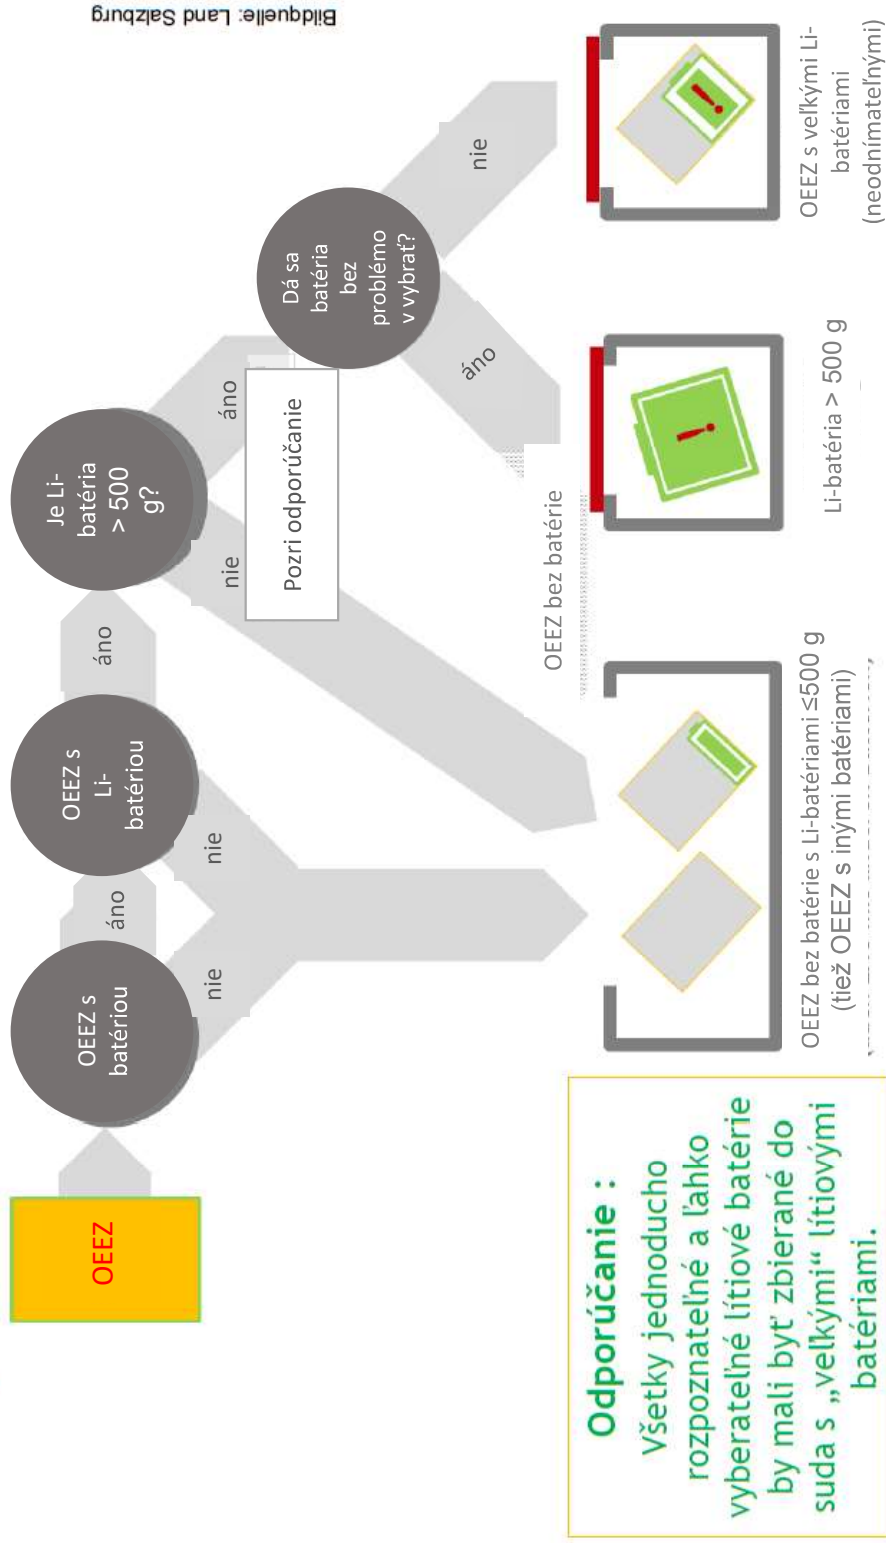 Bildquelle: Land Salzburg
OEEZ
OEEZ s
batériou
áno
nie
OEEZ s
Li-
batériou
áno
nie
Je Li-
batéria
> 500
g?
áno
nie
Pozri odporúčanie
Dá sa
batéria
bez
problémo
v vybrať?
áno
nie
OEEZ bez batérie
Odporúčanie :
Všetky jednoducho
rozpoznateľné a ľahko
vyberateľné lítiové batérie
by mali byť zbierané do
suda s „veľkými“ lítiovými
batériami.
OEEZ bez batérie s Li-batériami ≤500 g
(tiež OEEZ s inými batériami)
Li-batéria > 500 g
OEEZ s veľkými Li-
batériami
(neodnímateľnými)